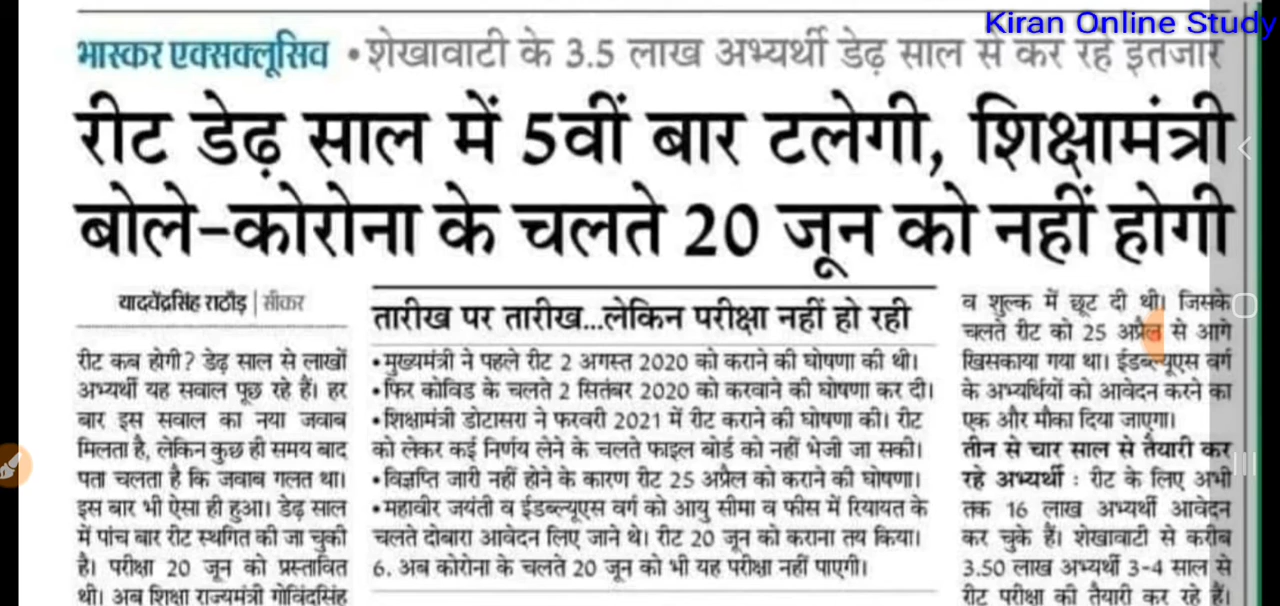 Kiran Online Study
भास्कर एक्सक्लूसिव • शेखावाटी के 3.5 लाख अभ्यर्थी डेढ़ साल से कर रहे इंतजार
रीट डेढ़ साल में 5वीं बार टलेगी, शिक्षामंत्री
बोले-कोरोना के चलते 20 जून को नहीं होगी
यादवेंद्रसिंह राठौड़ | सीकर
रीट कब होगी? डेढ़ साल से लाखों
अभ्यर्थी यह सवाल पूछ रहे हैं। हर
बार इस सवाल का नया जवाब
मिलता है, लेकिन कुछ ही समय बाद
पता चलता है कि जवाब गलत था।
इस बार भी ऐसा ही हुआ। डेढ़ साल
में पांच बार रीट स्थगित की जा चुकी
है। परीक्षा 20 जून को प्रस्तावित
थी। अब शिक्षा राज्यमंत्री गोविंदसिंह
तारीख पर तारीख...लेकिन परीक्षा नहीं हो रही
•मुख्यमंत्री ने पहले रीट 2 अगस्त 2020 को कराने की घोषणा की थी।
•फिर कोविड के चलते 2 सितंबर 2020 को करवाने की घोषणा कर दी।
•शिक्षामंत्री डोटासरा ने फरवरी 2021 में रीट कराने की घोषणा की। रीट
को लेकर कई निर्णय लेने के चलते फाइल बोर्ड को नहीं भेजी जा सकी।
•विज्ञप्ति जारी नहीं होने के कारण रीट 25 अप्रैल को कराने की घोषणा।
•महावीर जयंती व ईडब्ल्यूएस वर्ग को आयु सीमा व फीस में रियायत के
चलते दोबारा आवेदन लिए जाने थे। रीट 20 जून को कराना तय किया।
6. अब कोरोना के चलते 20 जून को भी यह परीक्षा नहीं पाएगी।
व शुल्क में छूट दी थी। जिसके
चलते रीट को 25 अप्रैल से आगे
खिसकाया गया था। ईडब्ल्यूएस वर्ग
के अभ्यर्थियों को आवेदन करने का
एक और मौका दिया जाएगा।
तीन से चार साल से तैयारी कर
रहे अभ्यर्थी : रीट के लिए अभी
तक 16 लाख अभ्यर्थी आवेदन
कर चुके हैं। शेखावाटी से करीब
3.50 लाख अभ्यर्थी 3-4 साल से
रीट परीक्षा की तैयारी कर रहे हैं।